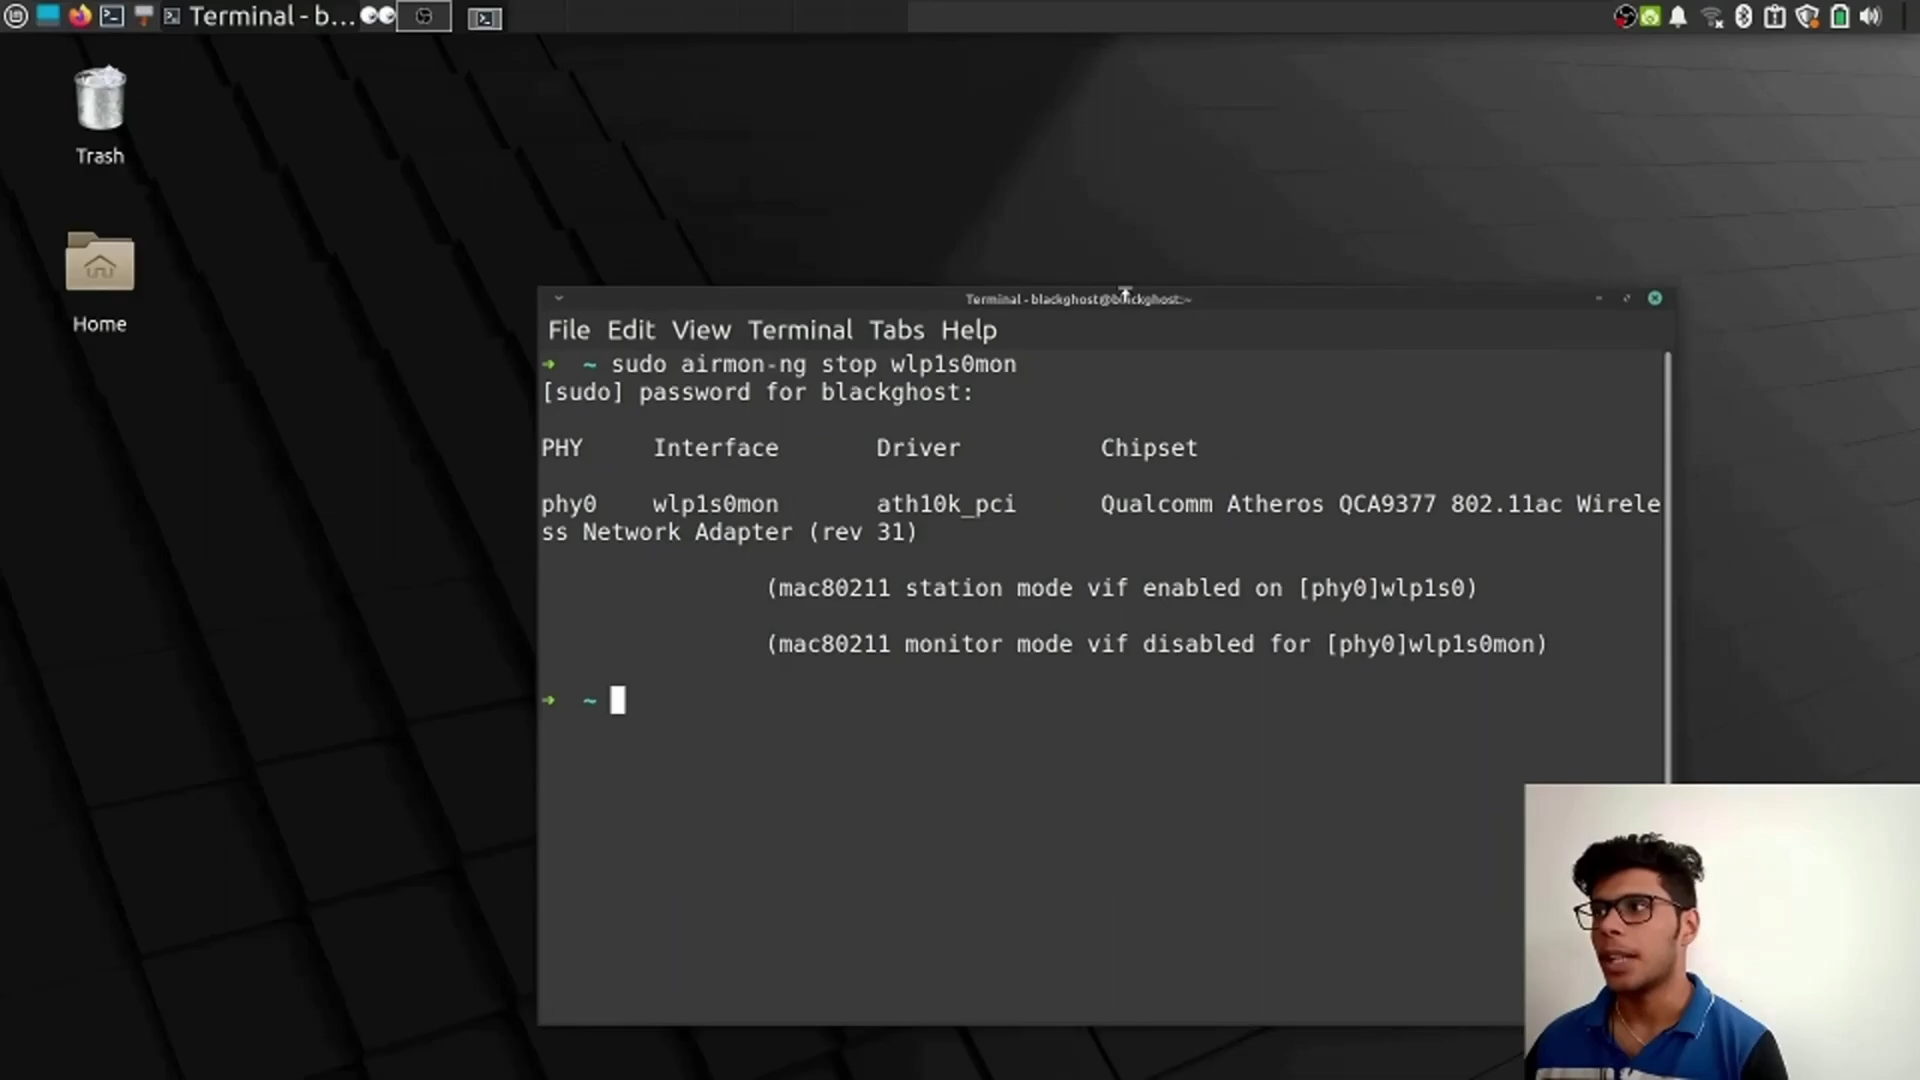 Terminal - b...
Trash
Home
Terminal - blackghost@blackghost:~
File Edit View Terminal Tabs Help
➜ ~ sudo airmon-ng stop wlp1s0mon
[sudo] password for blackghost:
PHY Interface Driver Chipset
phy0 wlp1s0mon ath10k_pci Qualcomm Atheros QCA9377 802.11ac Wirele
ss Network Adapter (rev 31)
(mac80211 station mode vif enabled on [phy0]wlp1s0)
(mac80211 monitor mode vif disabled for [phy0]wlp1s0mon)
➜ ~